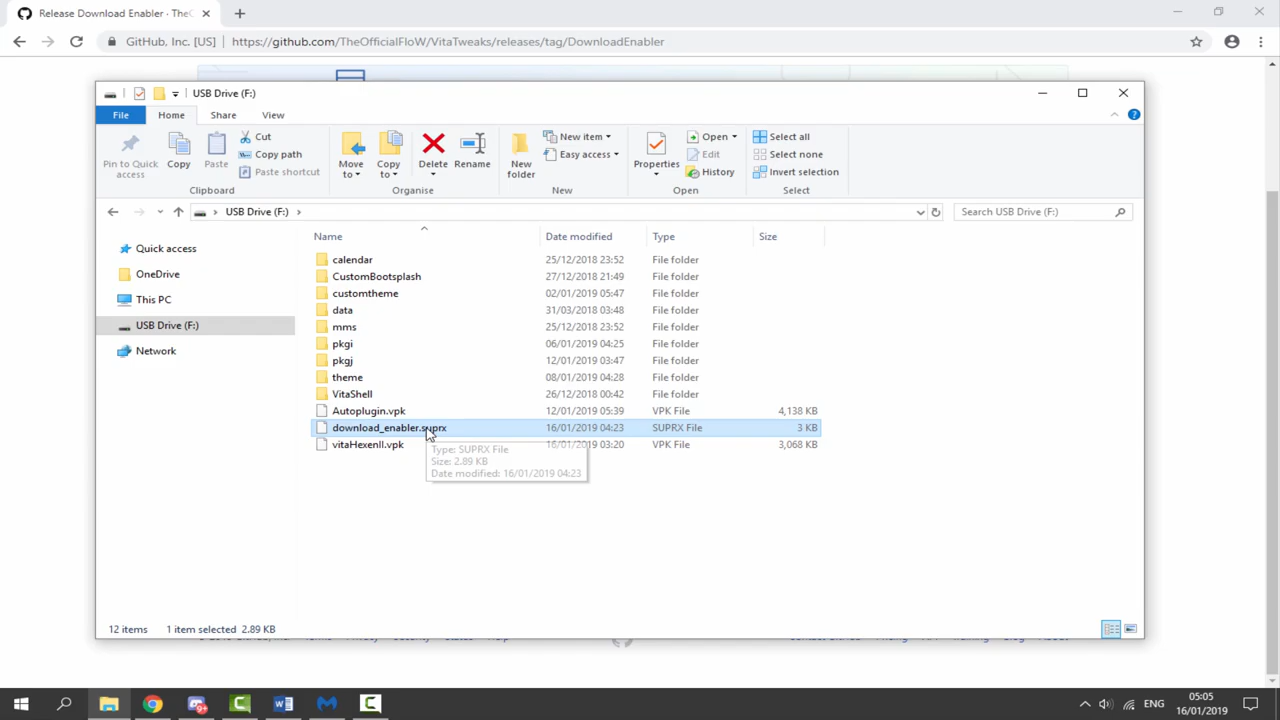 Release Download Enabler · TheO
GitHub, Inc. [US] https://github.com/TheOfficialFloW/VitaTweaks/releases/tag/DownloadEnabler
USB Drive (F:)
File Home Share View
Pin to Quick access
Copy
Paste
Cut
Copy path
Paste shortcut
Clipboard
Move to
Copy to
Delete
Rename
Organise
New folder
New item
Easy access
New
Properties
Open
Edit
History
Open
Select all
Select none
Invert selection
Select
USB Drive (F:)
Search USB Drive (F:)
Quick access
OneDrive
This PC
USB Drive (F:)
Network
Name Date modified Type Size
calendar 25/12/2018 23:52 File folder
CustomBootsplash 27/12/2018 21:49 File folder
customtheme 02/01/2019 05:47 File folder
data 31/03/2018 03:48 File folder
mms 25/12/2018 23:52 File folder
pkgi 06/01/2019 04:25 File folder
pkgj 12/01/2019 03:47 File folder
theme 08/01/2019 04:28 File folder
VitaShell 26/12/2018 00:42 File folder
Autoplugin.vpk 12/01/2019 05:39 VPK File 4,138 KB
download_enabler.suprx 16/01/2019 04:23 SUPRX File 3 KB
vitaHexenII.vpk 14/01/2019 03:20 VPK File 3,068 KB
Type: SUPRX File
Size: 2.89 KB
Date modified: 16/01/2019 04:23
12 items 1 item selected 2.89 KB
ENG
05:05
16/01/2019